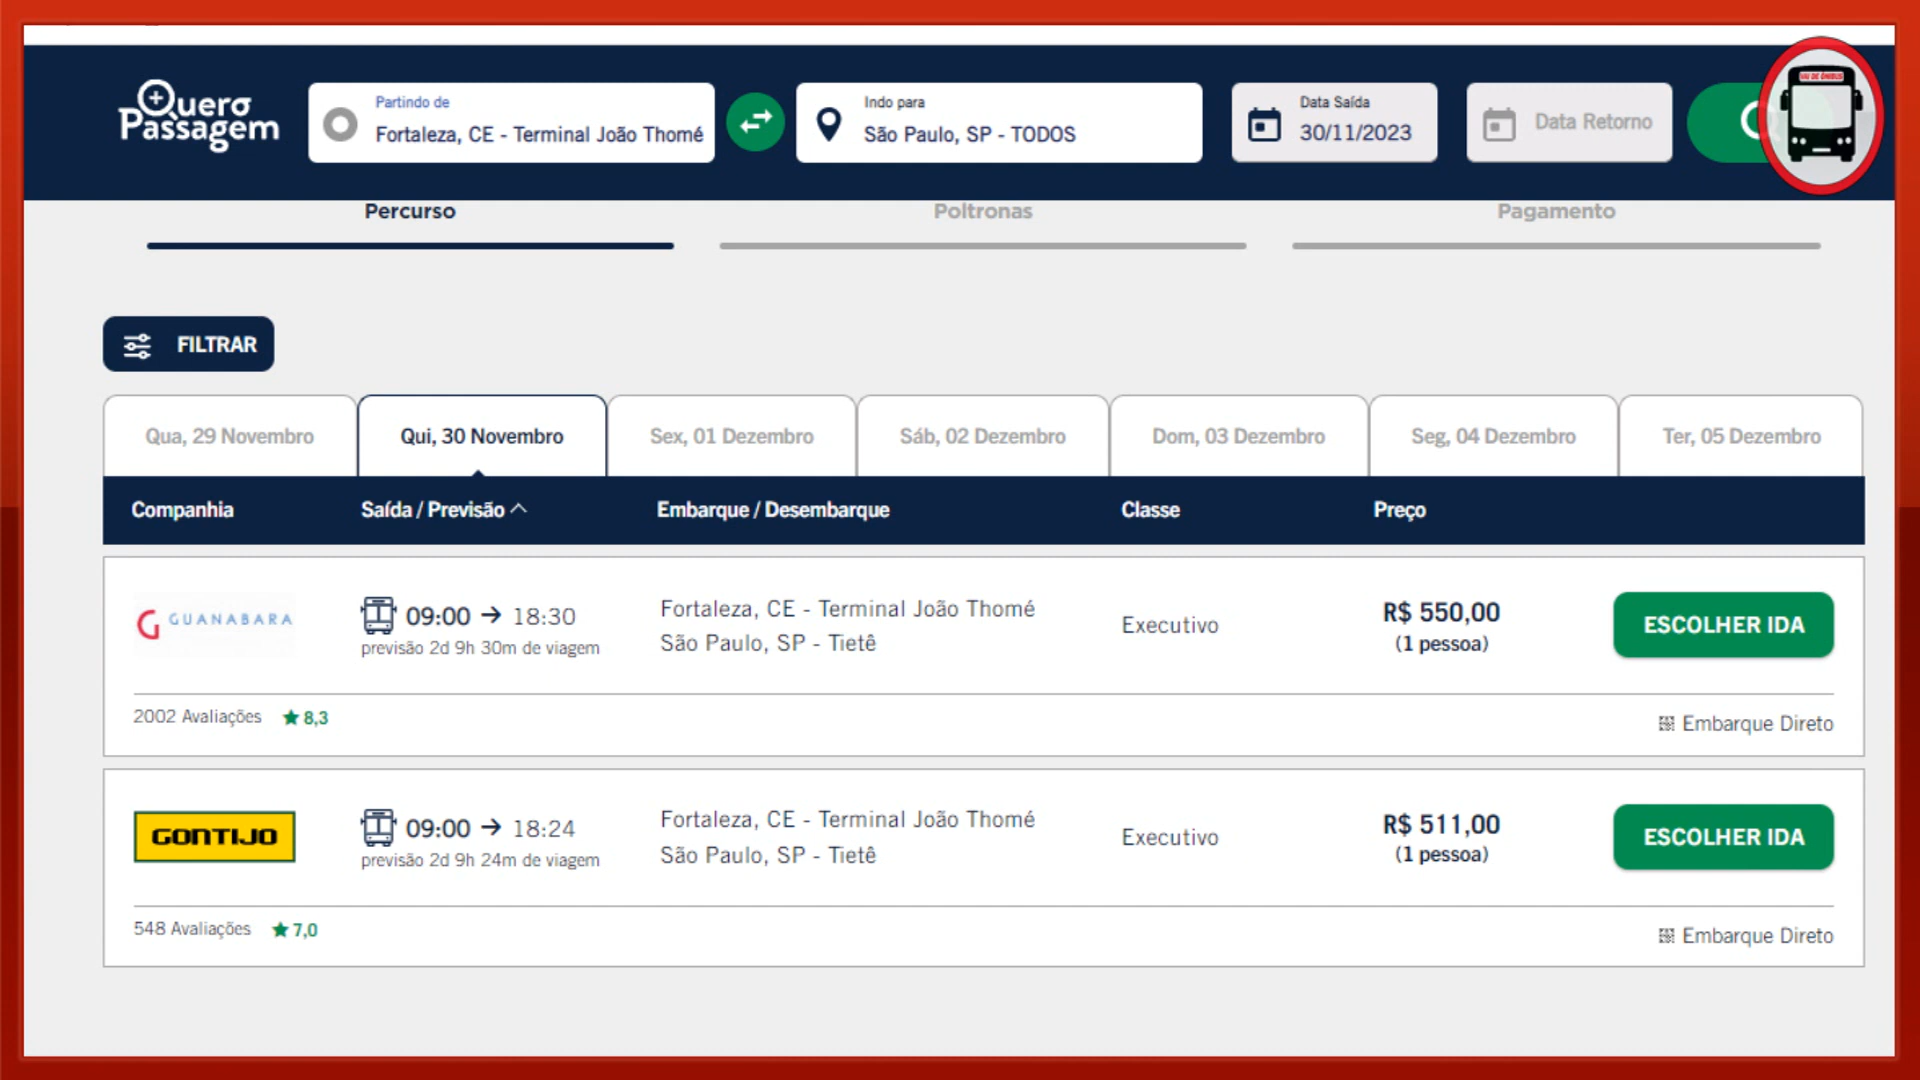 Quero
Passagem
Partindo de
Fortaleza, CE - Terminal João Thomé
Indo para
São Paulo, SP - TODOS
Data Saída
30/11/2023
Data Retorno
VAI DE ÔNIBUS
Percurso
Poltronas
Pagamento
FILTRAR
Qua, 29 Novembro
Qui, 30 Novembro
Sex, 01 Dezembro
Sáb, 02 Dezembro
Dom, 03 Dezembro
Seg, 04 Dezembro
Ter, 05 Dezembro
Companhia
Saída / Previsão
Embarque / Desembarque
Classe
Preço
GUANABARA
09:00 → 18:30
previsão 2d 9h 30m de viagem
Fortaleza, CE - Terminal João Thomé
São Paulo, SP - Tietê
Executivo
R$ 550,00
(1 pessoa)
ESCOLHER IDA
2002 Avaliações
8,3
Embarque Direto
GONTIJO
09:00 → 18:24
previsão 2d 9h 24m de viagem
Fortaleza, CE - Terminal João Thomé
São Paulo, SP - Tietê
Executivo
R$ 511,00
(1 pessoa)
ESCOLHER IDA
548 Avaliações
7,0
Embarque Direto